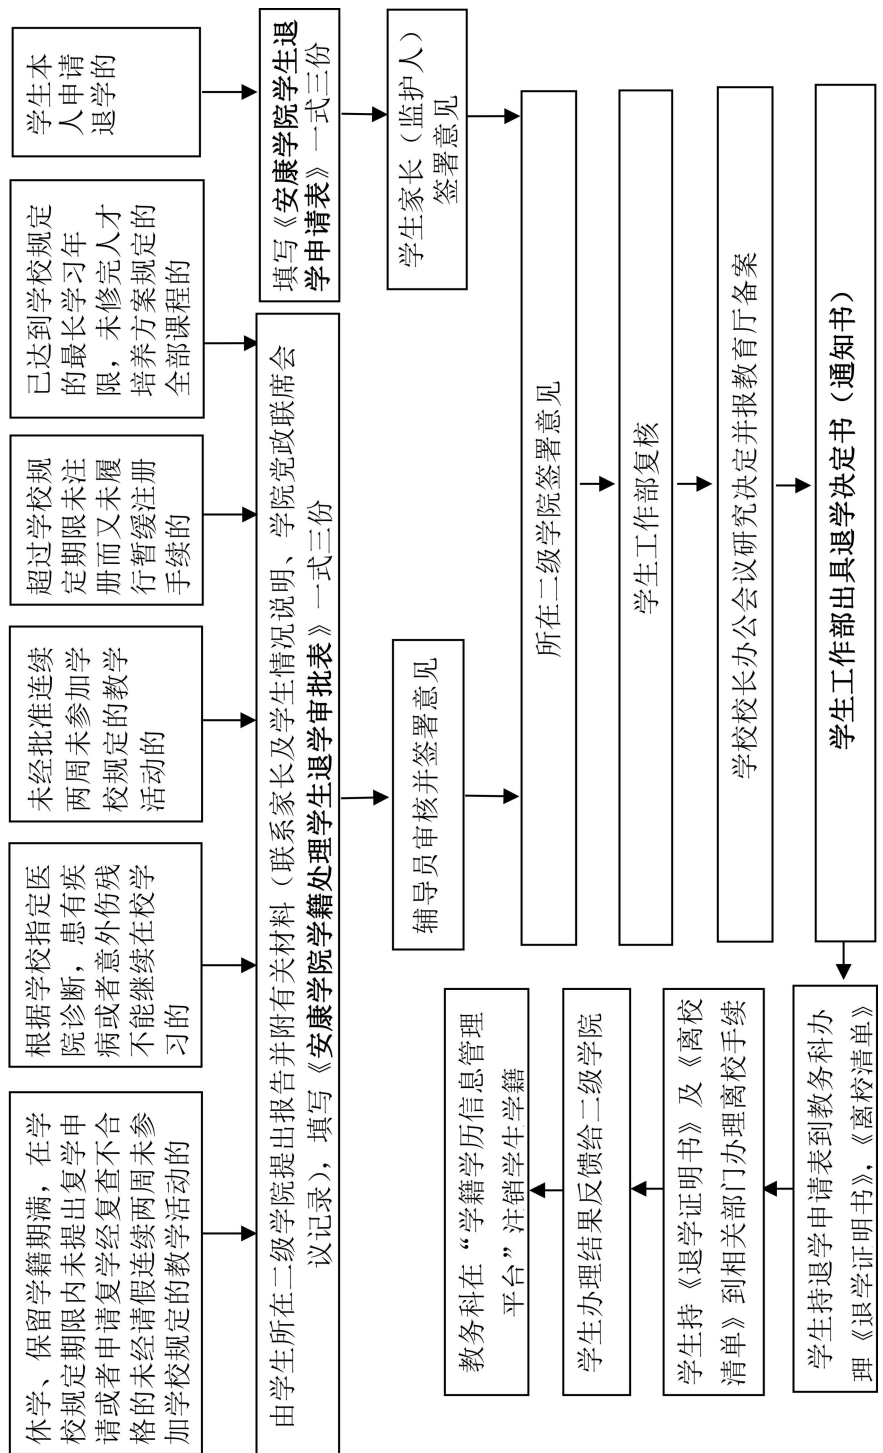 休学、保留学籍期满，在学
校规定期限内未提出复学申
请或者申请复学经复查不合
格的未经请假连续两周未参
加学校规定的教学活动的
根据学校指定医
院诊断，患有疾
病或者意外伤残
不能继续在校学
习的
未经批准连续
两周未参加学
校规定的教学
活动的
超过学校规
定期限未注
册而又未履
行暂缓注册
手续的
已达到学校规定
的最长学习年
限，未修完人才
培养方案规定的
全部课程的
学生本
人申请
退学的
由学生所在二级学院提出报告并附有关材料（联系家长及学生情况说明、学院党政联席会
议记录），填写《安康学院学籍处理学生退学审批表》一式三份
填写《安康学院学生退
学申请表》一式三份
辅导员审核并签署意见
学生家长（监护人）
签署意见
所在二级学院签署意见
学生工作部复核
学校校长办公会议研究决定并报教育厅备案
学生工作部出具退学决定书（通知书）
学生持退学申请表到教务科办
理《退学证明书》，《离校清单》
学生持《退学证明书》及《离校
清单》到相关部门办理离校手续
学生办理结果反馈给二级学院
教务科在“学籍学历信息管理
平台”注销学生学籍